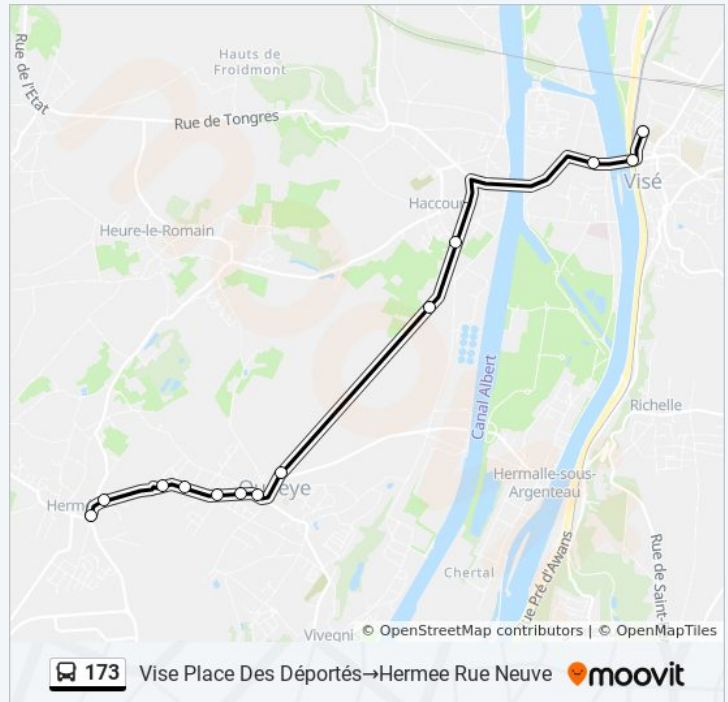 Hauts de
Froidmont
Rue de l'Etat
Rue de Tongres
Visé
Haccour
Heure-le-Romain
Canal Albert
Richelle
Hermalle-sous-
Argenteau
Herm
Chertal
ue Pré d'Awans
Rue de Saint-
Vivegni
© OpenStreetMap contributors | © OpenMapTiles
173 Vise Place Des Déportés→Hermee Rue Neuve moovit